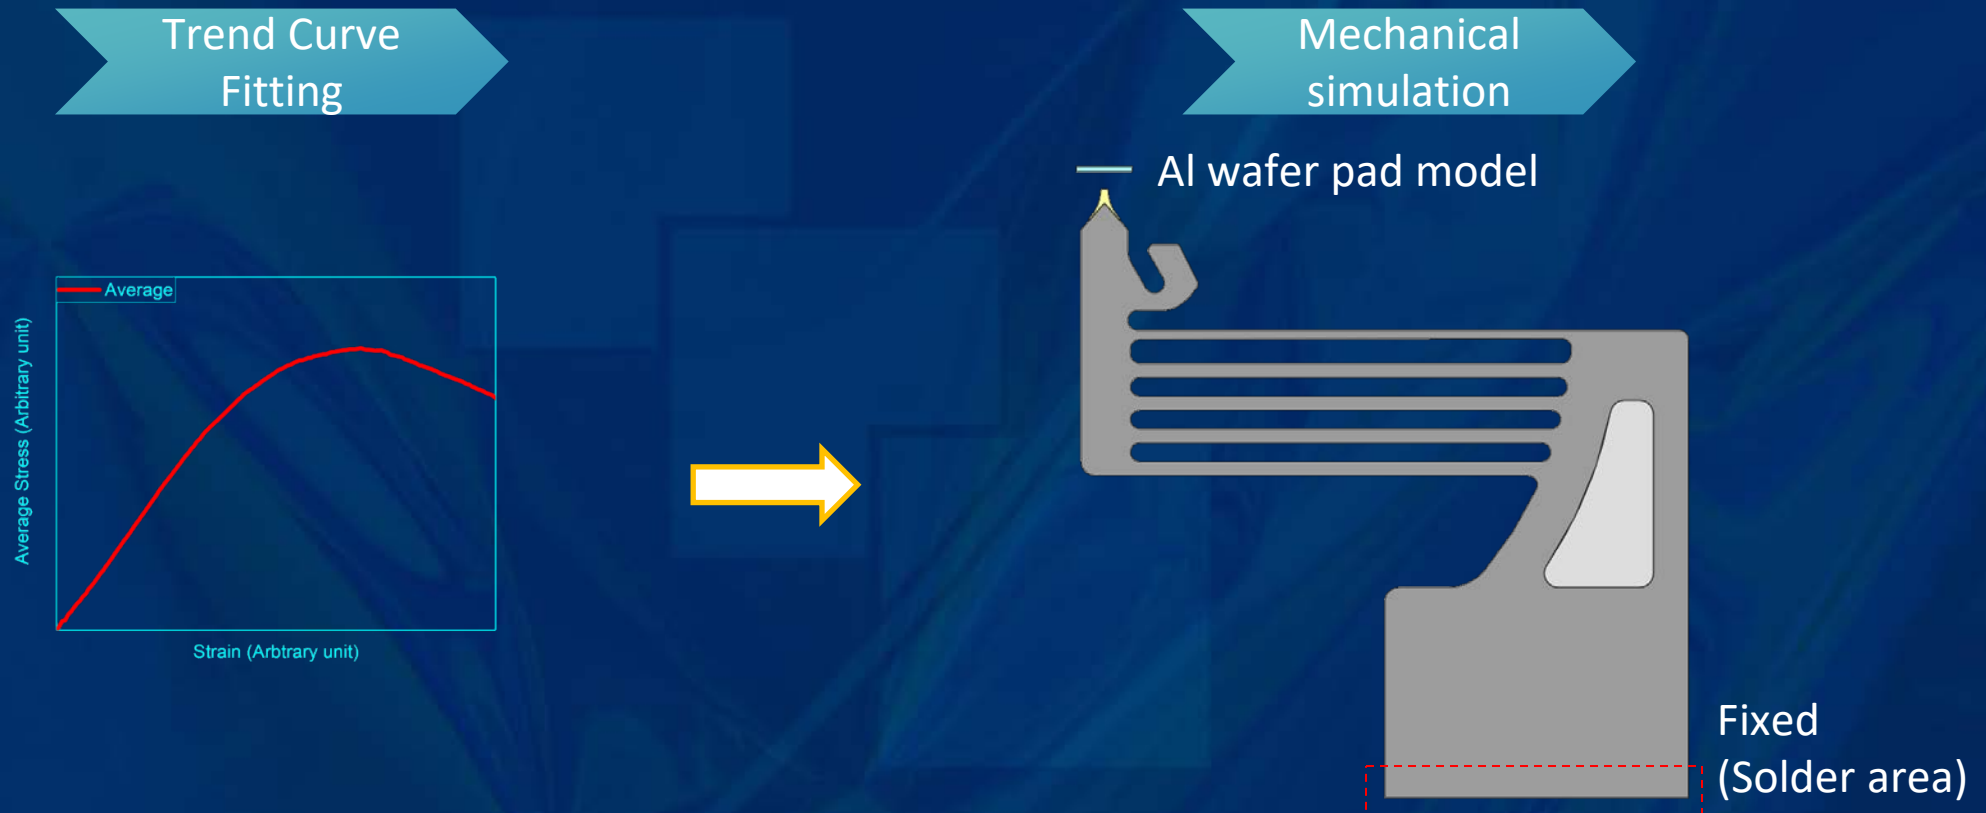 Trend Curve
Fitting
Mechanical
simulation
Al wafer pad model
Average
Average Stress (Arbitrary unit)
Strain (Arbtrary unit)
Fixed
(Solder area)